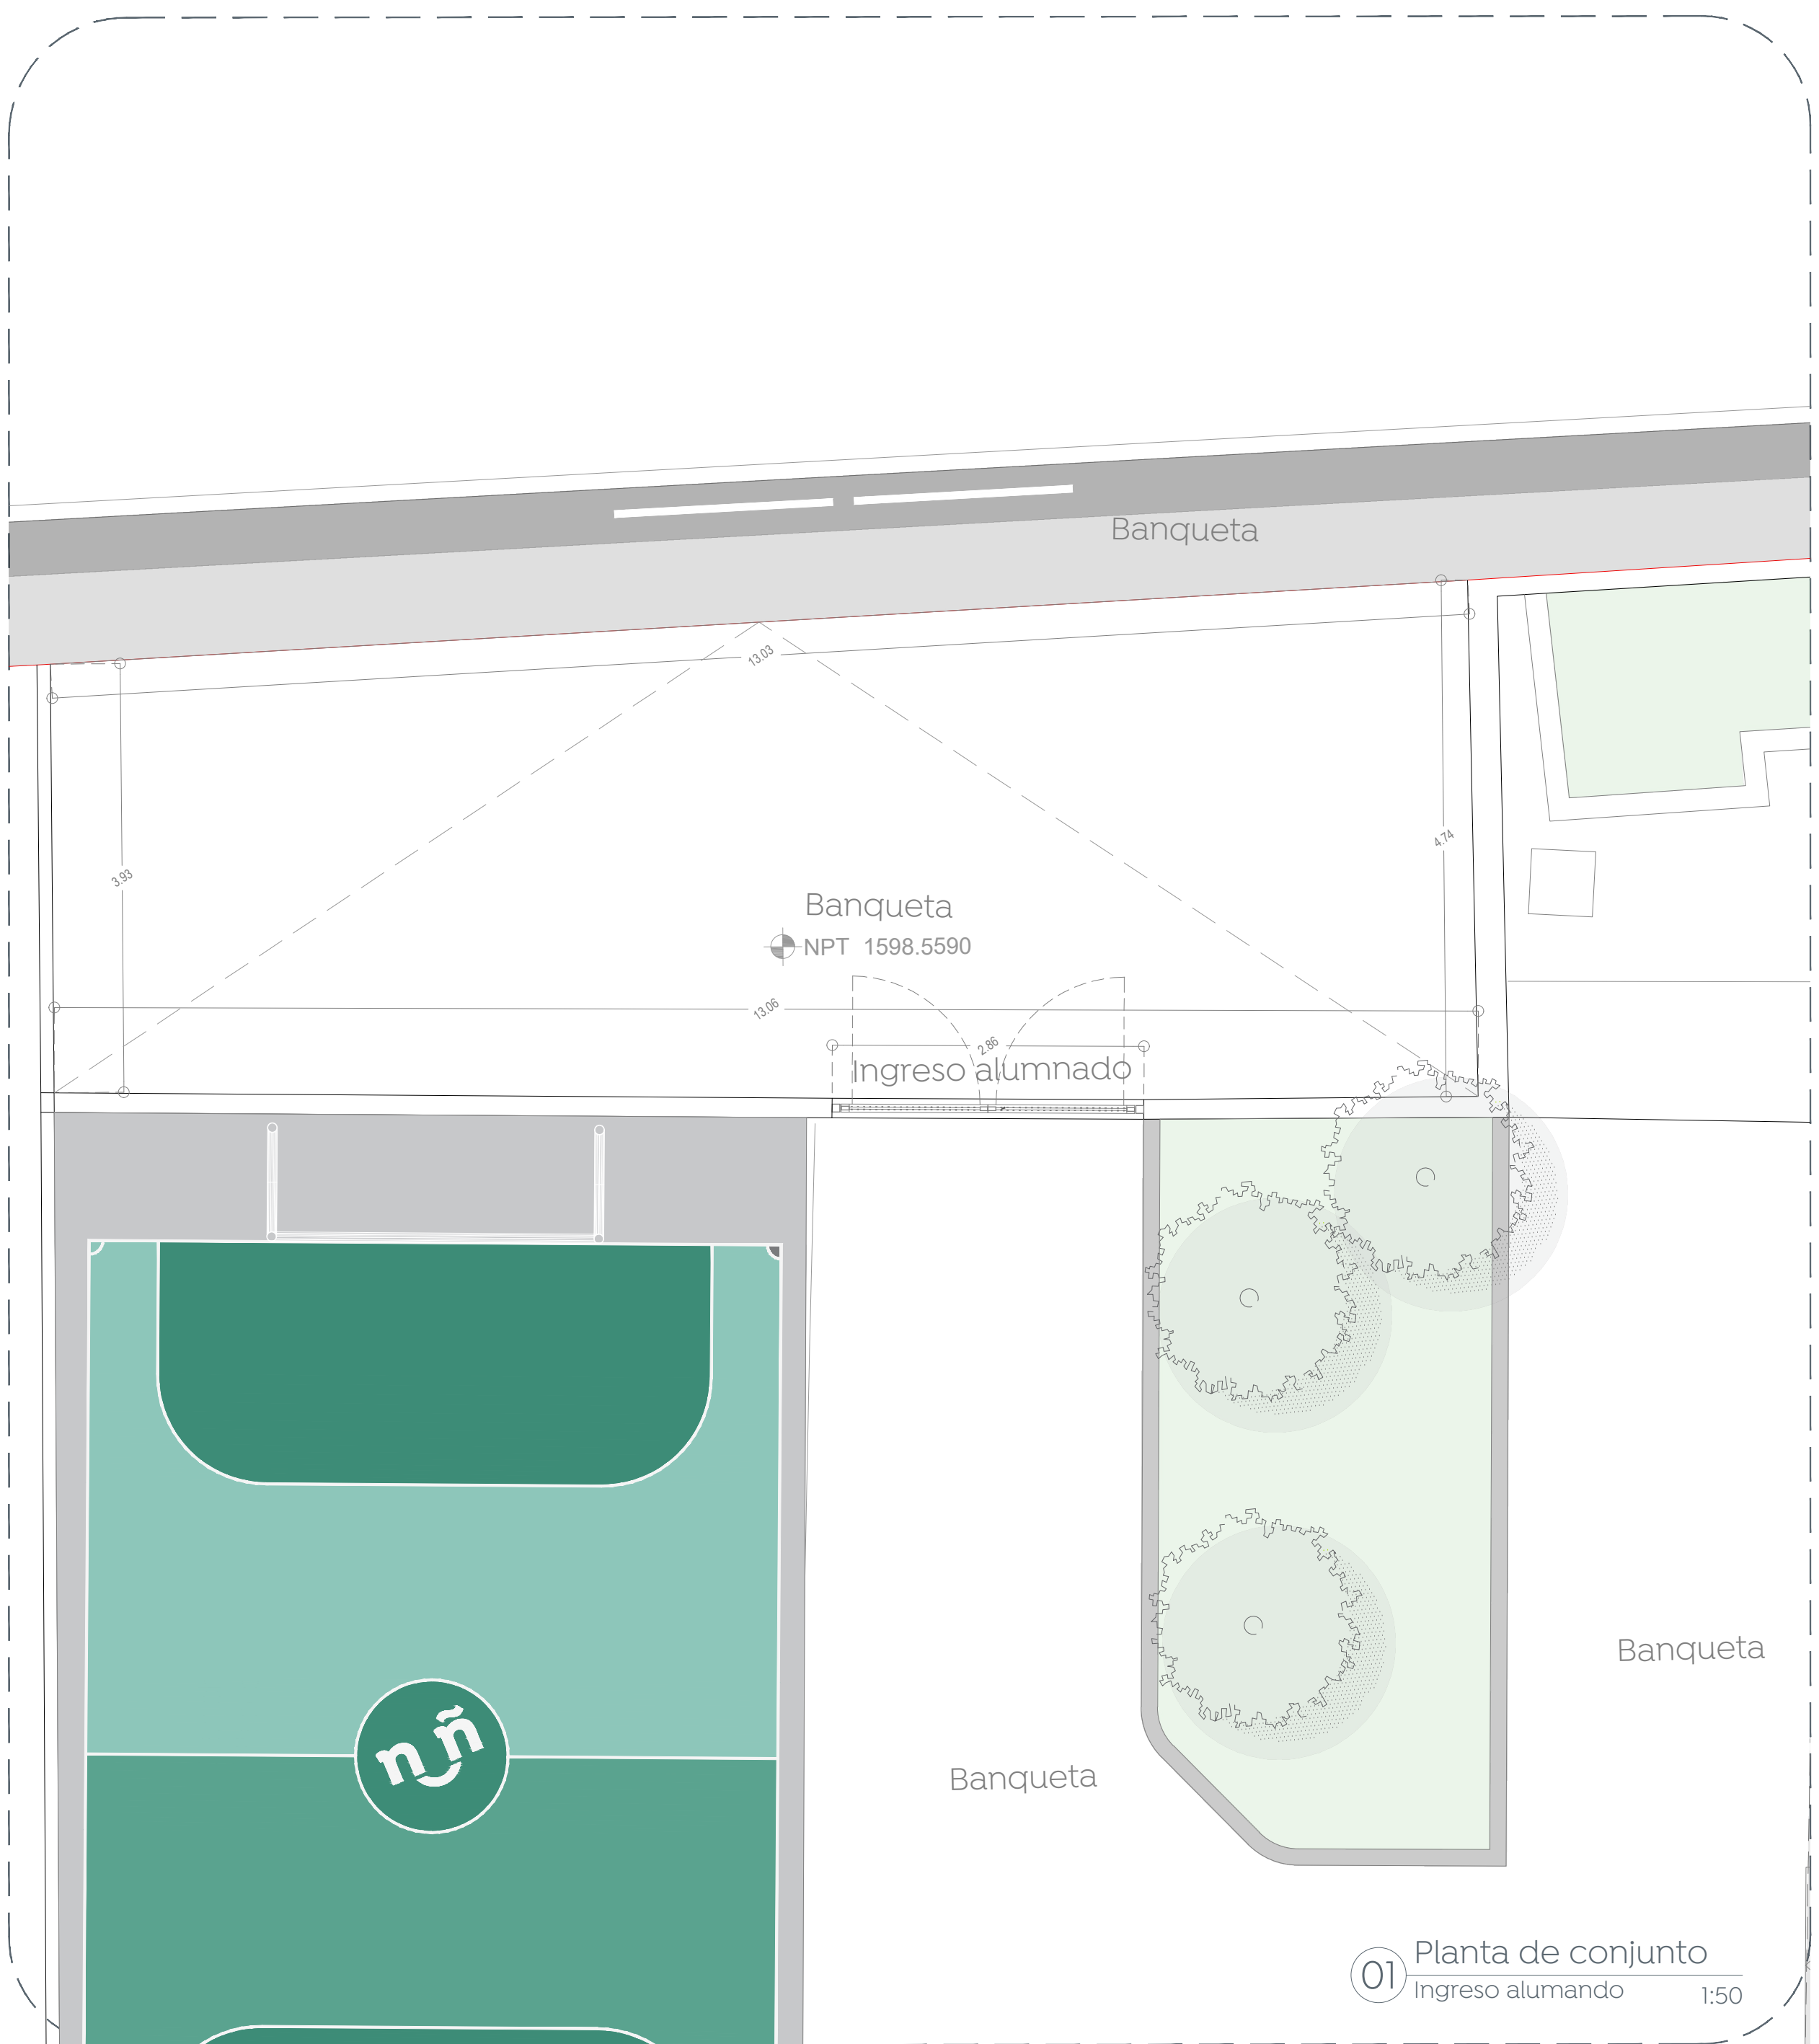 Banqueta
13.03
4.74
3.93
Banqueta
NPT 1598.5590
13.06
2.86
Ingreso alumnado
Banqueta
nñ
Banqueta
01
Planta de conjunto
Ingreso alumando
1:50